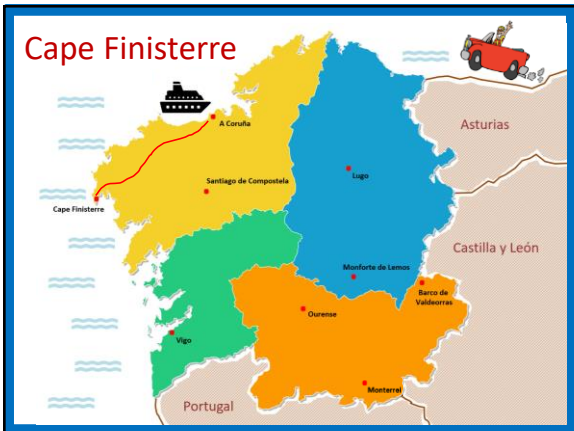 Cape Finisterre
A Coruña
Asturias
Santiago de Compostela
Lugo
Cape Finisterre
Castilla y León
Monforte de Lemos
Barco de
Valdeorras
Ourense
Vigo
Monterrei
Portugal